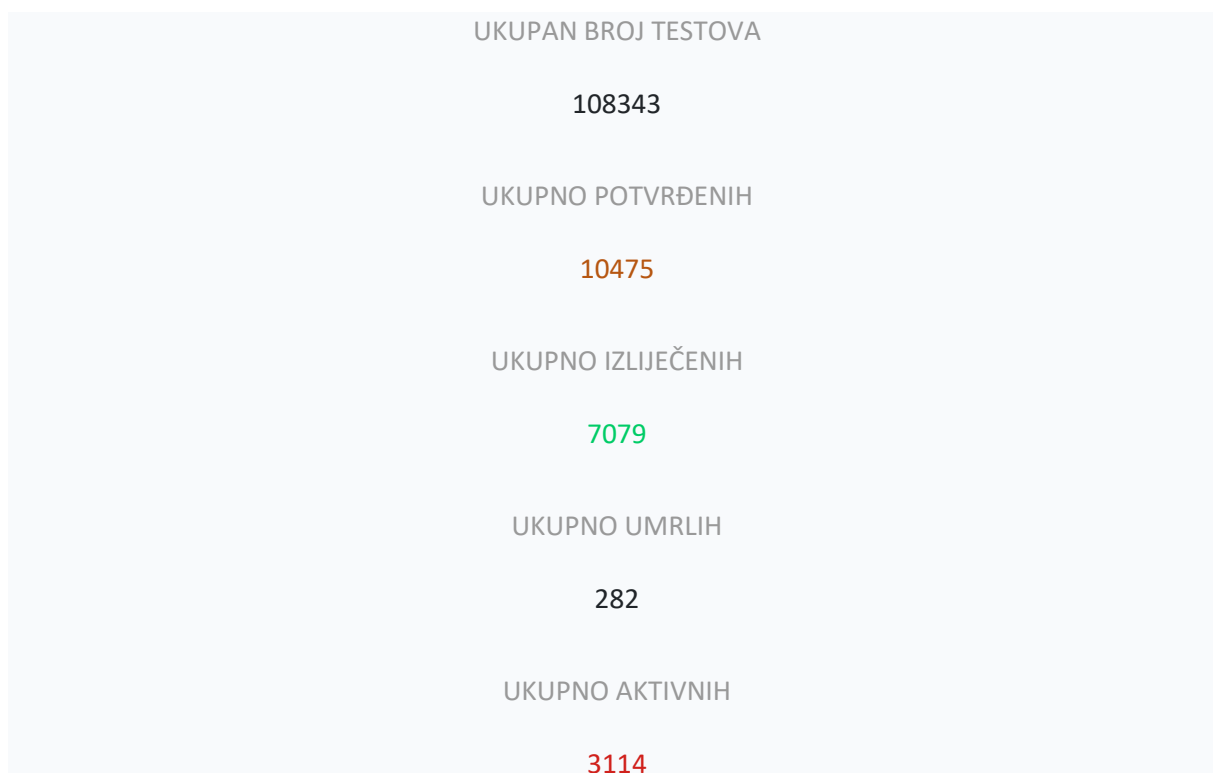 UKUPAN BROJ TESTOVA
108343
UKUPNO POTVRĐENIH
10475
UKUPNO IZLIJEČENIH
7079
UKUPNO UMRLIH
282
UKUPNO AKTIVNIH
3114